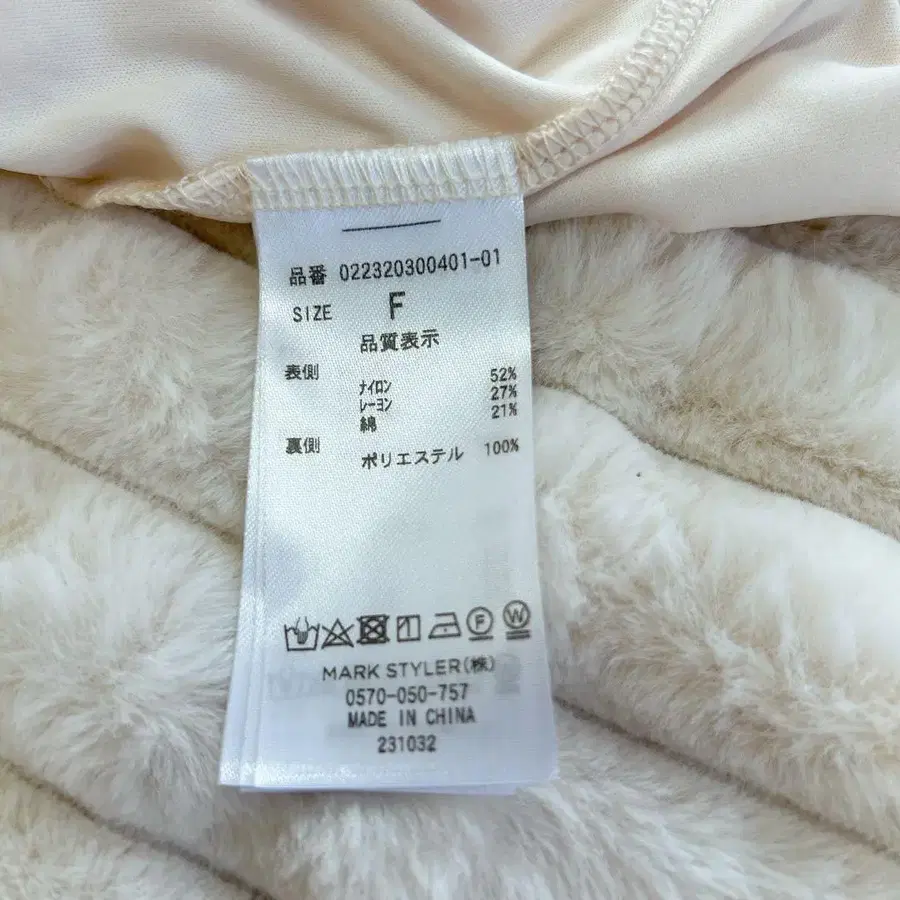 品番 022320300401-01
SIZE F
品質表示
表側 ナイロン 52%
レーヨン 27%
綿 21%
裏側 ポリエステル 100%
F W
MARK STYLER(株)
0570-050-757
MADE IN CHINA
231032